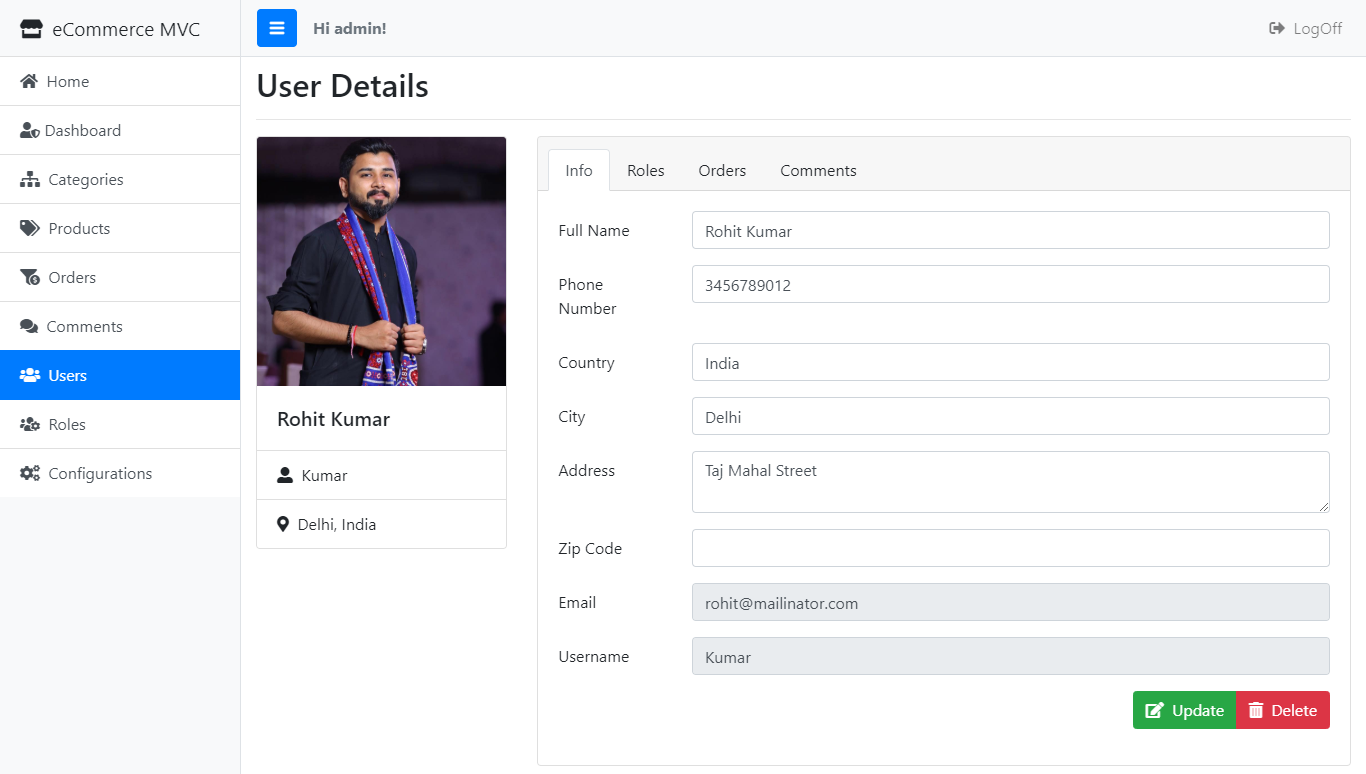 eCommerce MVC
Hi admin!
LogOff
Home
Dashboard
Categories
Products
Orders
Comments
Users
Roles
Configurations
User Details
Rohit Kumar
Kumar
Delhi, India
Info Roles Orders Comments
Full Name Rohit Kumar
Phone
Number
3456789012
Country India
City Delhi
Address Taj Mahal Street
Zip Code
Email rohit@mailinator.com
Username Kumar
Update Delete